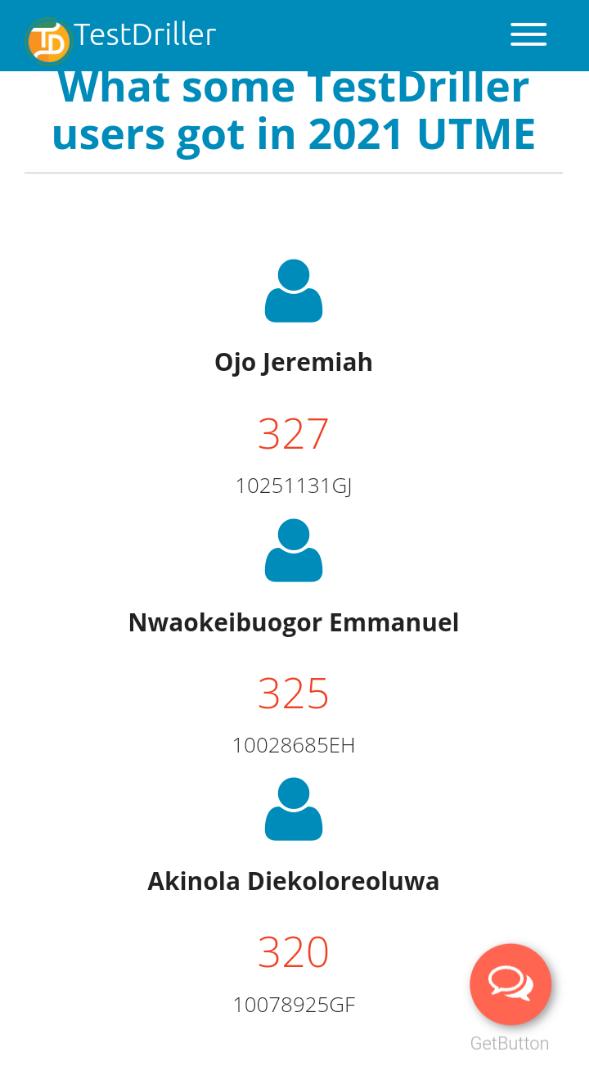 TestDriller
What some TestDriller
users got in 2021 UTME
Ojo Jeremiah
327
10251131GJ
Nwaokeibuogor Emmanuel
325
10028685EH
Akinola Diekoloreoluwa
320
10078925GF
GetButton